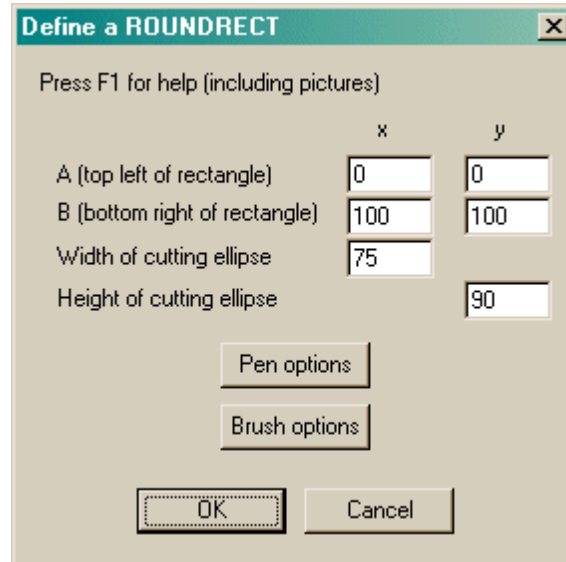 Define a ROUNDRECT
Press F1 for help (including pictures)
x y
A (top left of rectangle) 0 0
B (bottom right of rectangle) 100 100
Width of cutting ellipse 75
Height of cutting ellipse 90
Pen options
Brush options
OK Cancel